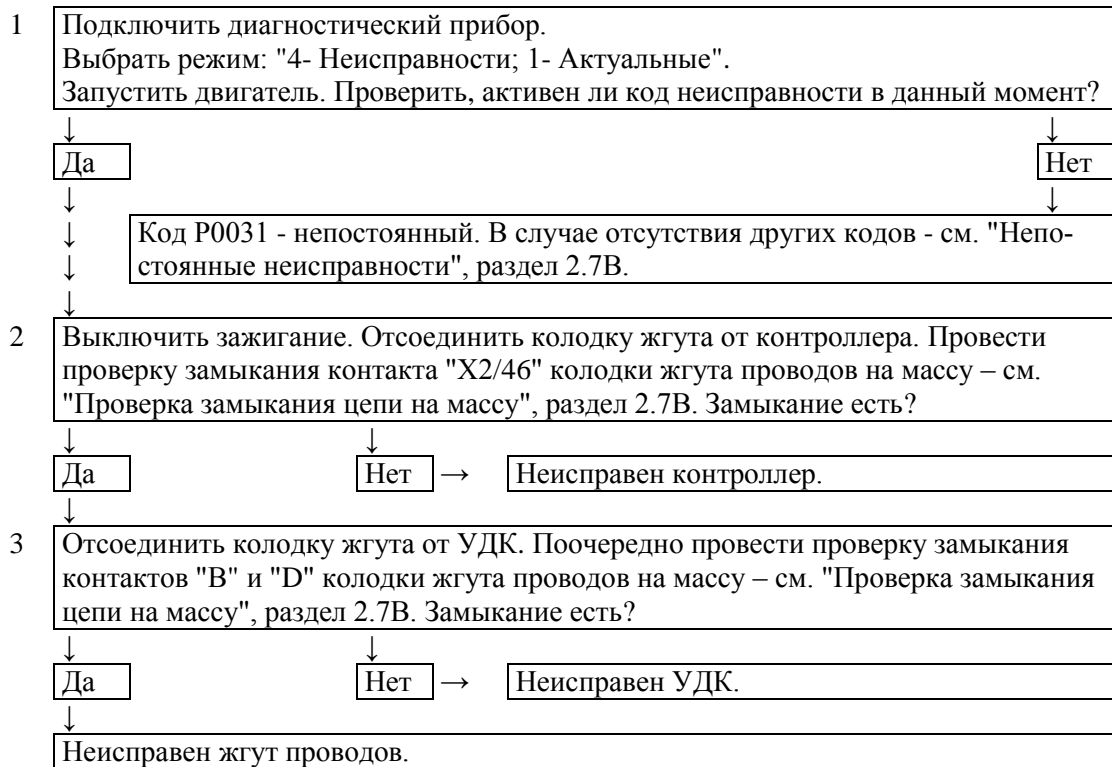 1 Подключить диагностический прибор.
Выбрать режим: "4- Неисправности; 1- Актуальные".
Запустить двигатель. Проверить, активен ли код неисправности в данный момент?
↓ ↓
Да Нет
↓ ↓
↓ Код P0031 - непостоянный. В случае отсутствия других кодов - см. "Непо-
↓ стоянные неисправности", раздел 2.7В.
↓
2 Выключить зажигание. Отсоединить колодку жгута от контроллера. Провести
проверку замыкания контакта "X2/46" колодки жгута проводов на массу – см.
"Проверка замыкания цепи на массу", раздел 2.7В. Замыкание есть?
↓ ↓
Да Нет → Неисправен контроллер.
↓
3 Отсоединить колодку жгута от УДК. Поочередно провести проверку замыкания
контактов "B" и "D" колодки жгута проводов на массу – см. "Проверка замыкания
цепи на массу", раздел 2.7В. Замыкание есть?
↓ ↓
Да Нет → Неисправен УДК.
↓
Неисправен жгут проводов.